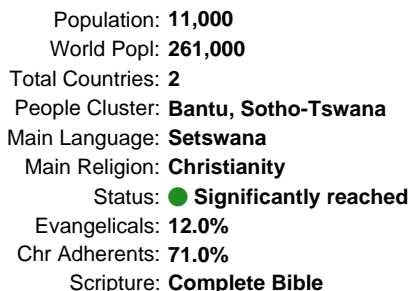 Population: 11,000
World Popl: 261,000
Total Countries: 2
People Cluster: Bantu, Sotho-Tswana
Main Language: Setswana
Main Religion: Christianity
Status: Significantly reached
Evangelicals: 12.0%
Chr Adherents: 71.0%
Scripture: Complete Bible